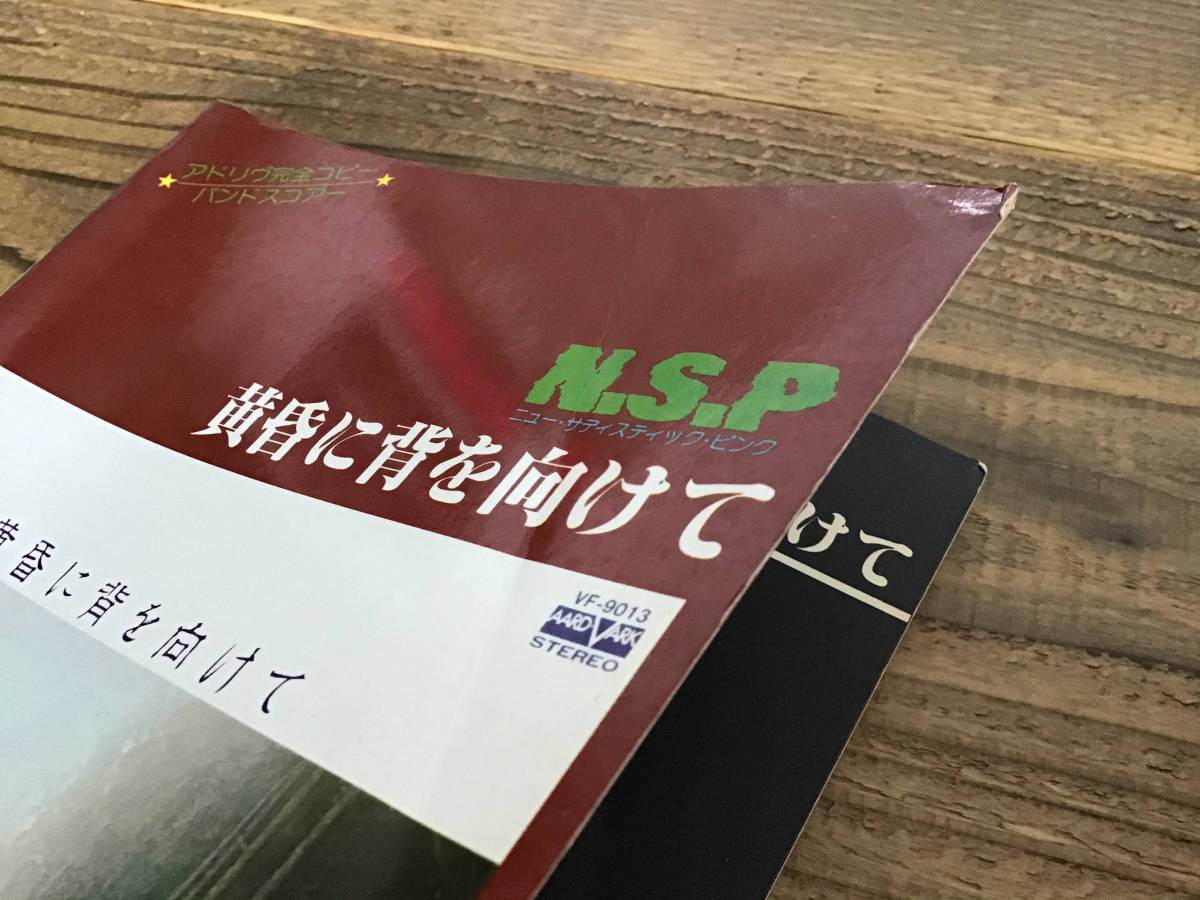 アドリヴ完全コピー
バンドスコアー
N.S.P
ニュー・サディスティック・ピンク
黄昏に背を向けて
VF-9013
AARDVARK
STEREO
黄昏に背を向けて
けて